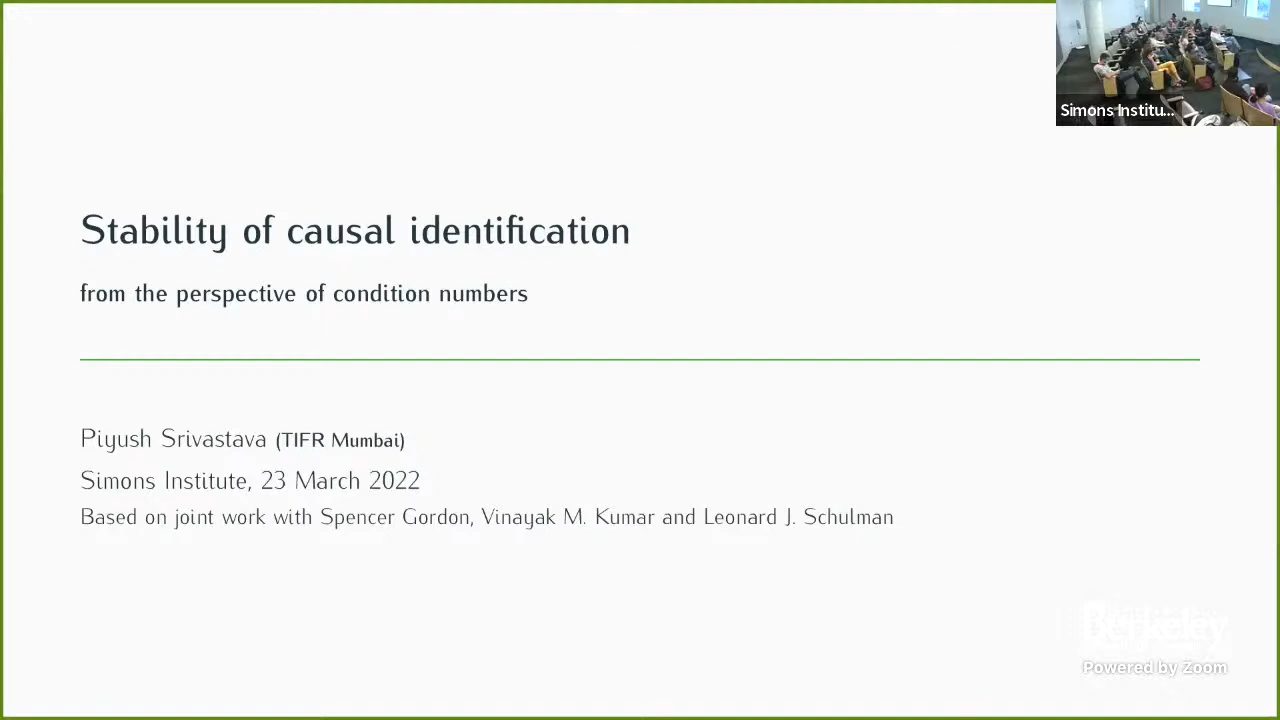 Simons Institu...
Stability of causal identification
from the perspective of condition numbers
Piyush Srivastava (TIFR Mumbai)
Simons Institute, 23 March 2022
Based on joint work with Spencer Gordon, Vinayak M. Kumar and Leonard J. Schulman
Berkeley
Powered by Zoom